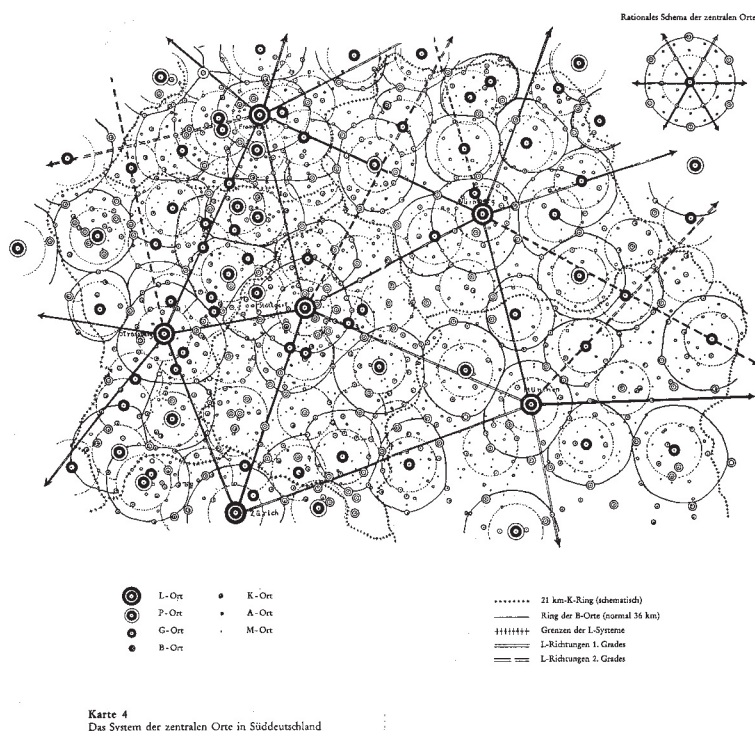 Rationales Schema der zentralen Orte
Zürich
L-Ort
P-Ort
G-Ort
B-Ort
K-Ort
A-Ort
M-Ort
21 km-K-Ring (schematisch)
Ring der B-Orte (normal 36 km)
Grenzen der L-Systeme
L-Richtungen 1. Grades
L-Richtungen 2. Grades
Karte 4
Das System der zentralen Orte in Süddeutschland